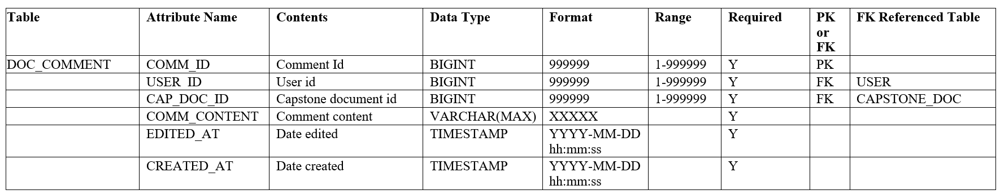 Table Attribute Name Contents Data Type Format Range Required PK or FK FK Referenced Table
DOC_COMMENT COMM_ID Comment Id BIGINT 999999 1-999999 Y PK
USER_ID User id BIGINT 999999 1-999999 Y FK USER
CAP_DOC_ID Capstone document id BIGINT 999999 1-999999 Y FK CAPSTONE_DOC
COMM_CONTENT Comment content VARCHAR(MAX) XXXXX Y
EDITED_AT Date edited TIMESTAMP YYYY-MM-DD hh:mm:ss Y
CREATED_AT Date created TIMESTAMP YYYY-MM-DD hh:mm:ss Y